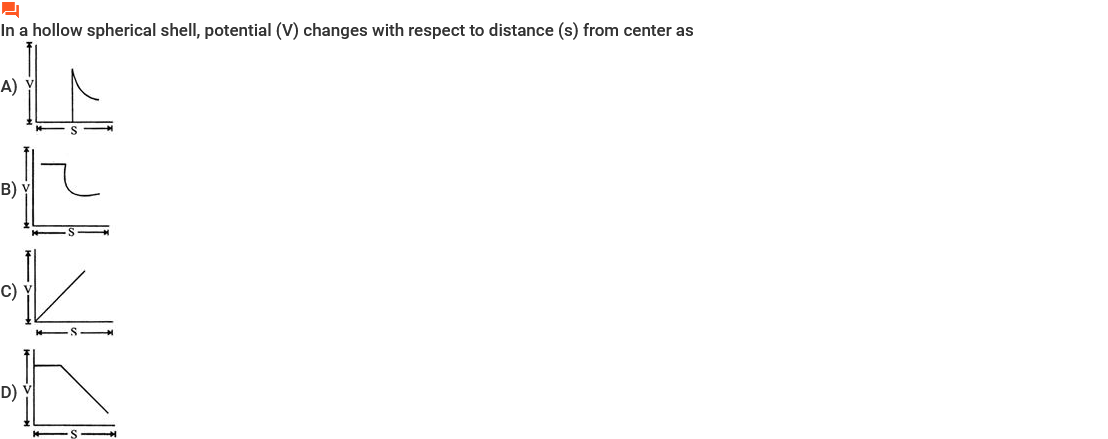 In a hollow spherical shell, potential (V) changes with respect to distance (s) from center as
A)
V
S
B)
V
S
C)
V
S
D)
V
S